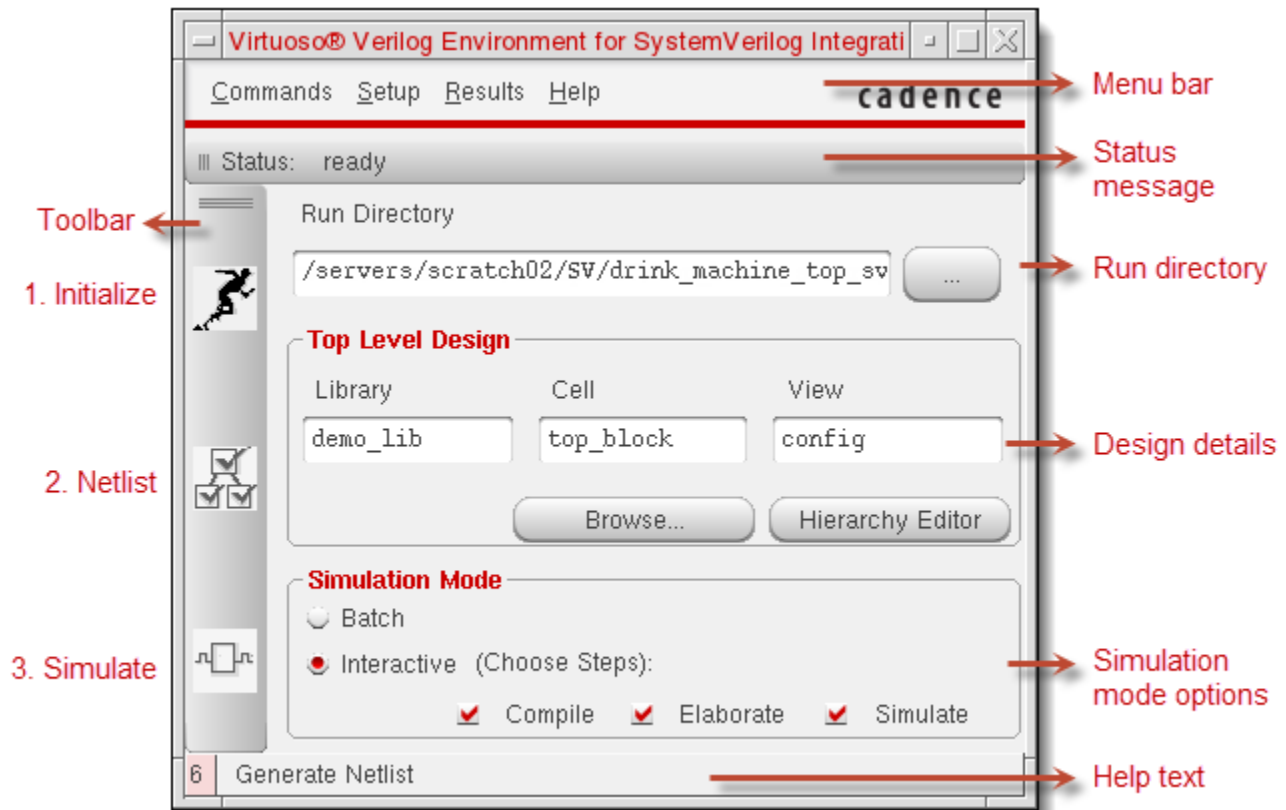 Virtuoso® Verilog Environment for SystemVerilog Integrati
Commands Setup Results Help
cadence
Menu bar
Status: ready
Status
message
Toolbar
Run Directory
/servers/scratch02/SV/drink_machine_top_sv
...
Run directory
1. Initialize
Top Level Design
Library Cell View
demo_lib top_block config
Design details
2. Netlist
Browse... Hierarchy Editor
Simulation Mode
Batch
3. Simulate
Interactive (Choose Steps):
Simulation
mode options
Compile Elaborate Simulate
6 Generate Netlist
Help text